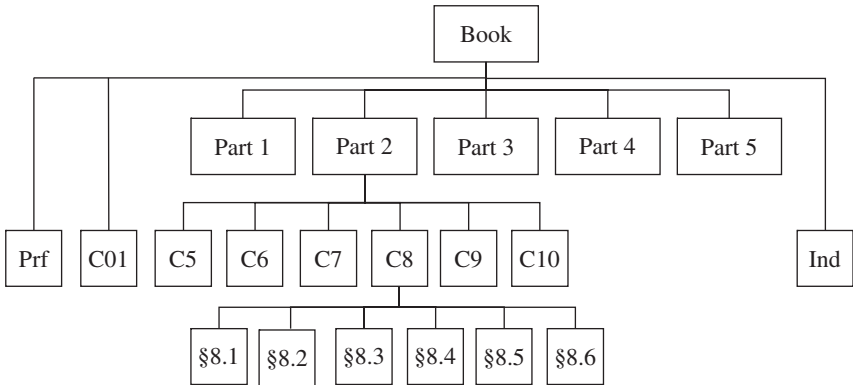 Book
Part 1 Part 2 Part 3 Part 4 Part 5
Prf C01 C5 C6 C7 C8 C9 C10 Ind
§8.1 §8.2 §8.3 §8.4 §8.5 §8.6